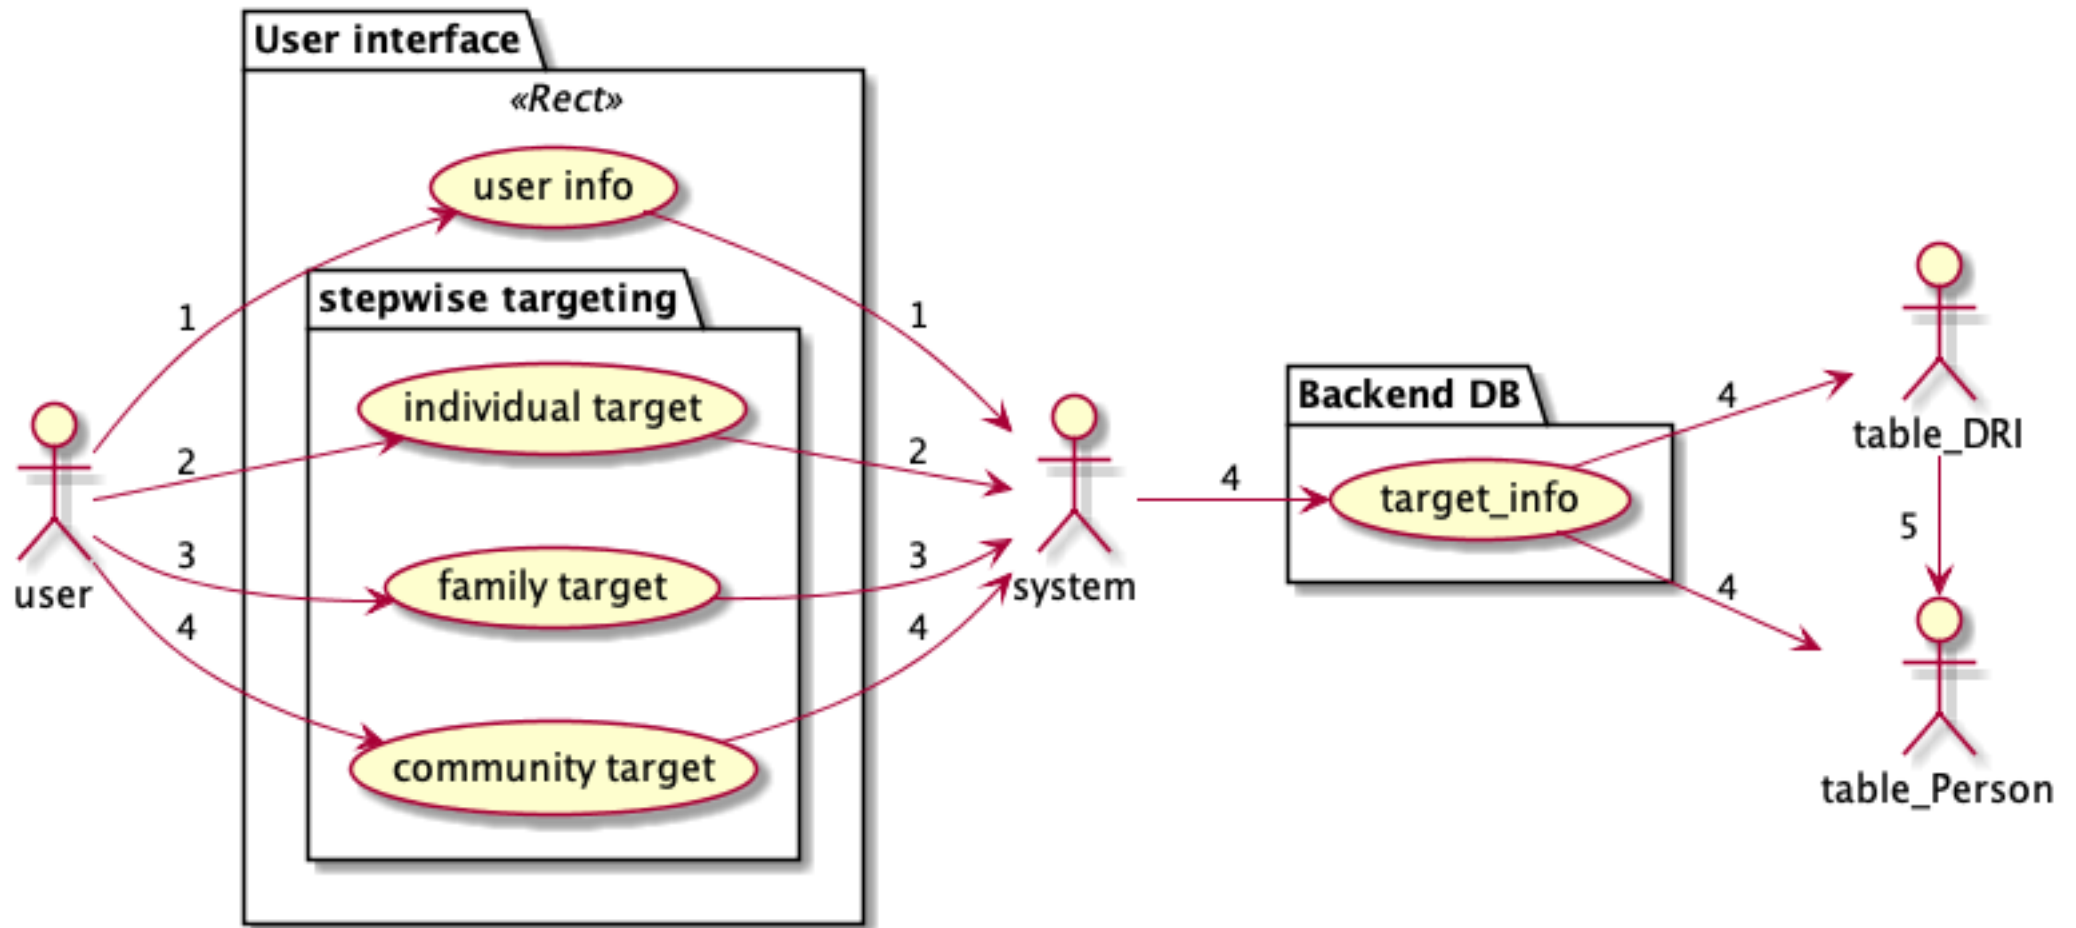 User interface
«Rect»
user info
stepwise targeting
individual target
family target
community target
user
1
2
3
4
1
2
3
4
system
4
Backend DB
target_info
4
4
table_DRI
5
table_Person